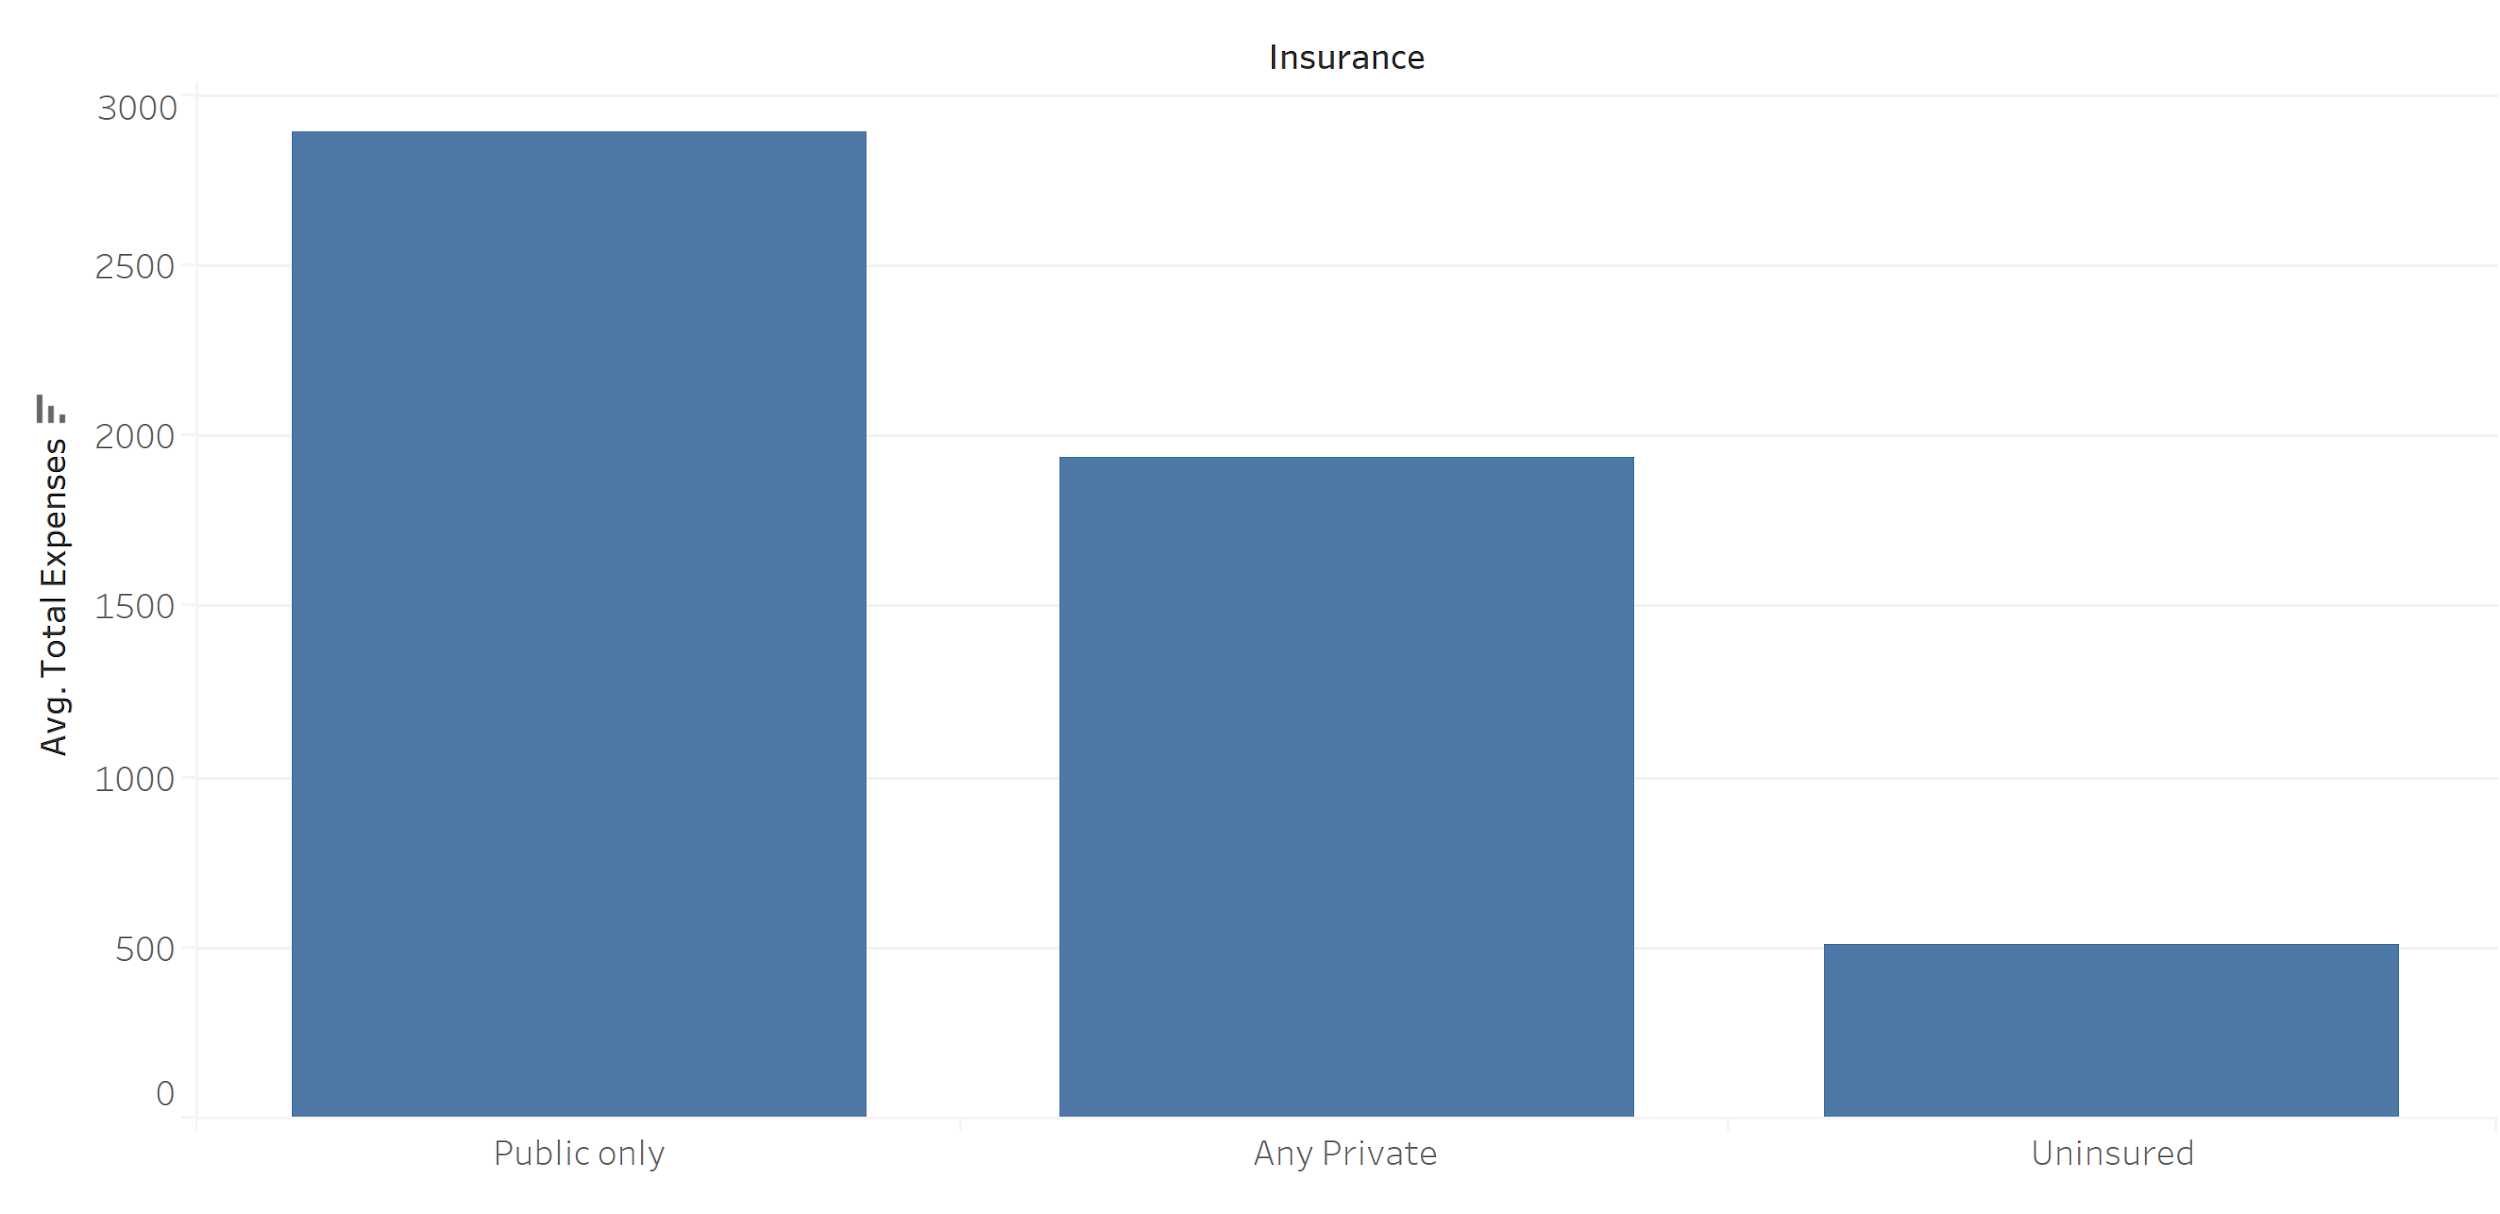 Insurance
3000
2500
2000
1500
1000
500
0
Avg. Total Expenses
Public only
Any Private
Uninsured